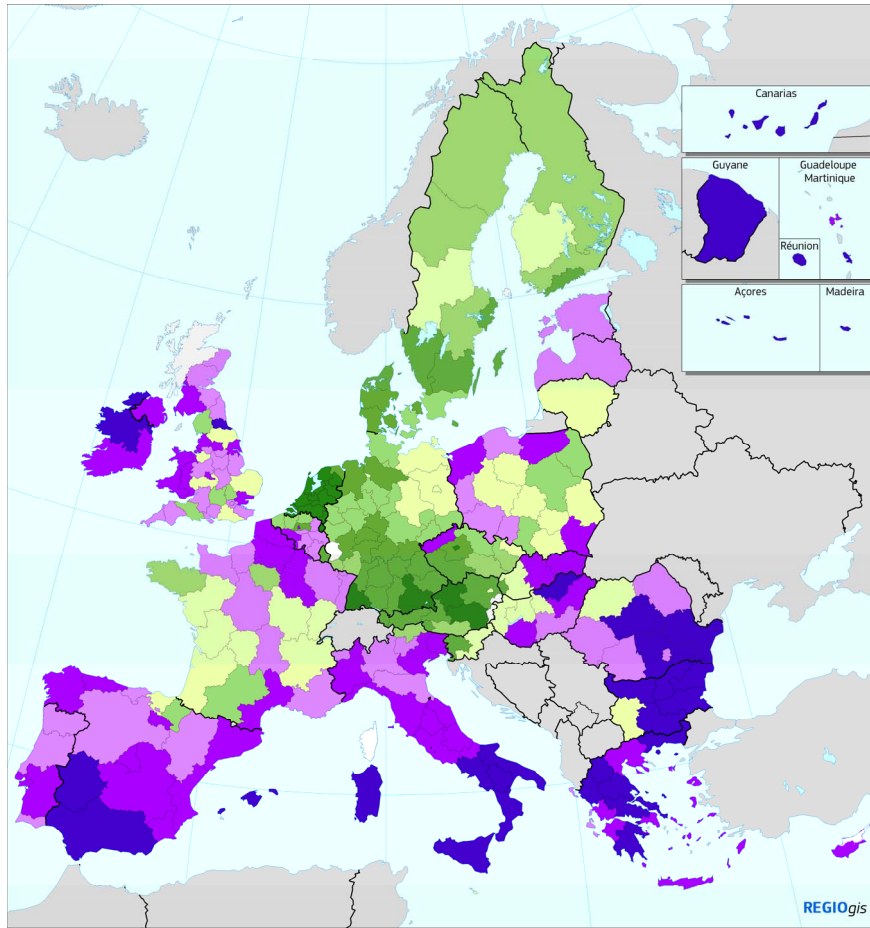 Canarias
Guyane
Guadeloupe
Martinique
Réunion
Açores
Madeira
REGIOgis